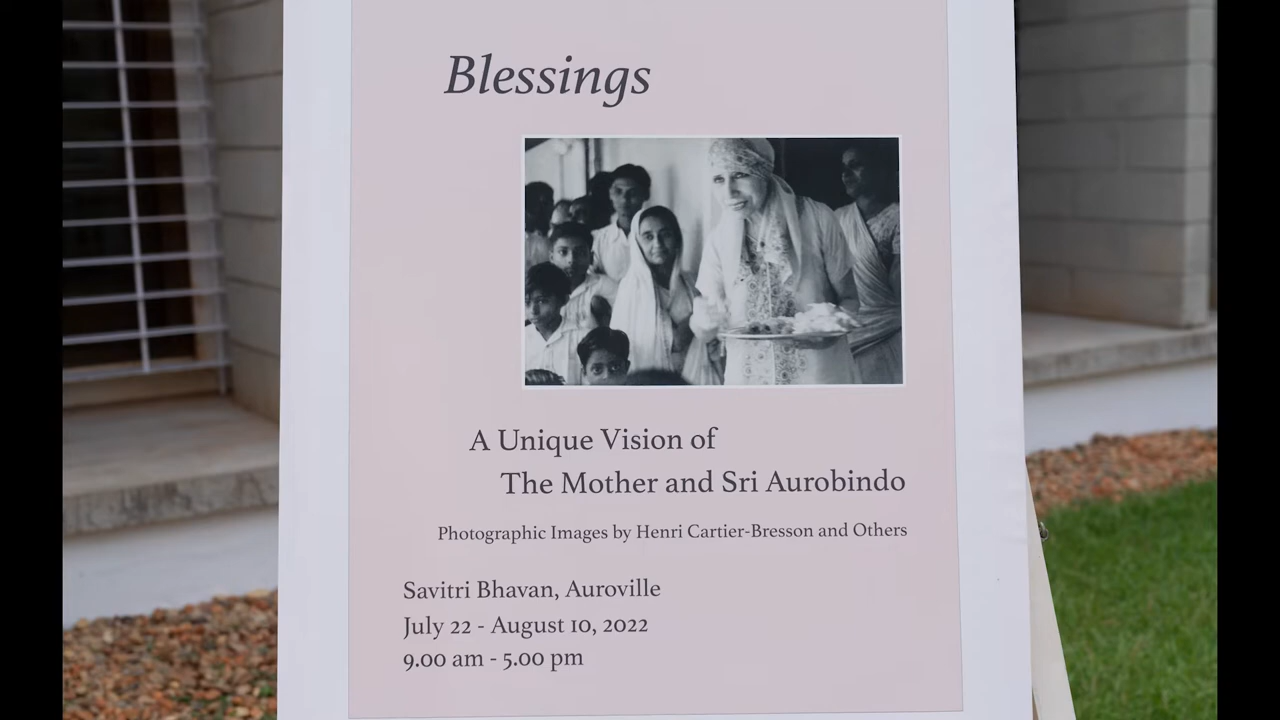 Blessings
A Unique Vision of
The Mother and Sri Aurobindo
Photographic Images by Henri Cartier-Bresson and Others
Savitri Bhavan, Auroville
July 22 - August 10, 2022
9.00 am - 5.00 pm